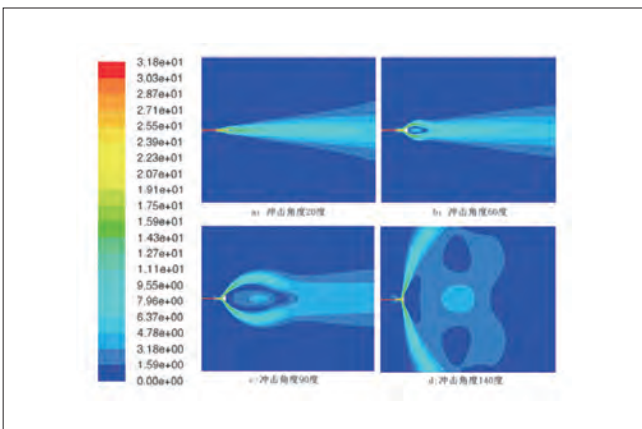 3.18e+01
3.03e+01
2.87e+01
2.71e+01
2.55e+01
2.39e+01
2.23e+01
2.07e+01
1.91e+01
1.75e+01
1.59e+01
1.43e+01
1.27e+01
1.11e+01
9.55e+00
7.96e+00
6.37e+00
4.78e+00
3.18e+00
1.59e+00
0.00e+00
a: 冲击角度20度
b: 冲击角度60度
c:冲击角度90度
d:冲击角度140度